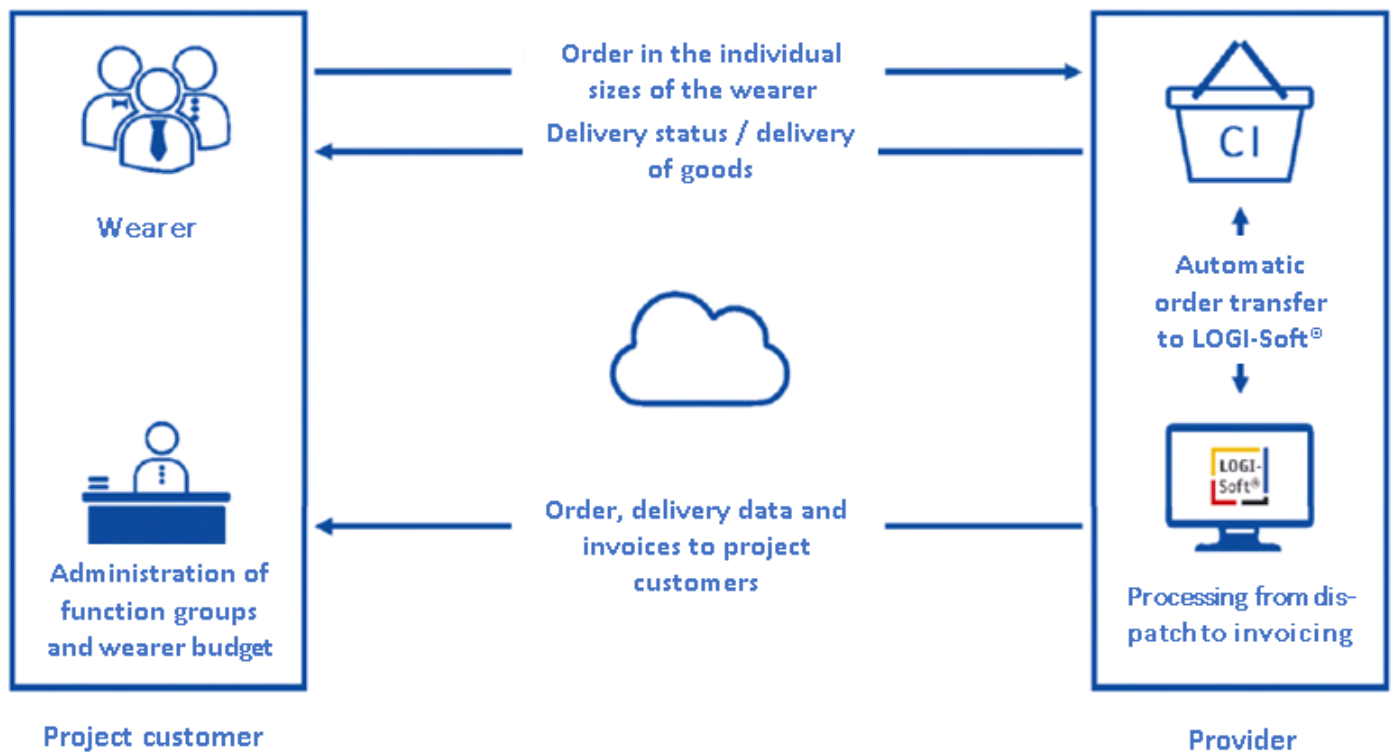 Order in the individual
sizes of the wearer
Delivery status / delivery
of goods
Wearer
CI
Automatic
order transfer
to LOGI-Soft®
LOGI-
Soft®
Order, delivery data and
invoices to project
customers
Administration of
function groups
and wearer budget
Processing from dis-
patch to invoicing
Project customer
Provider